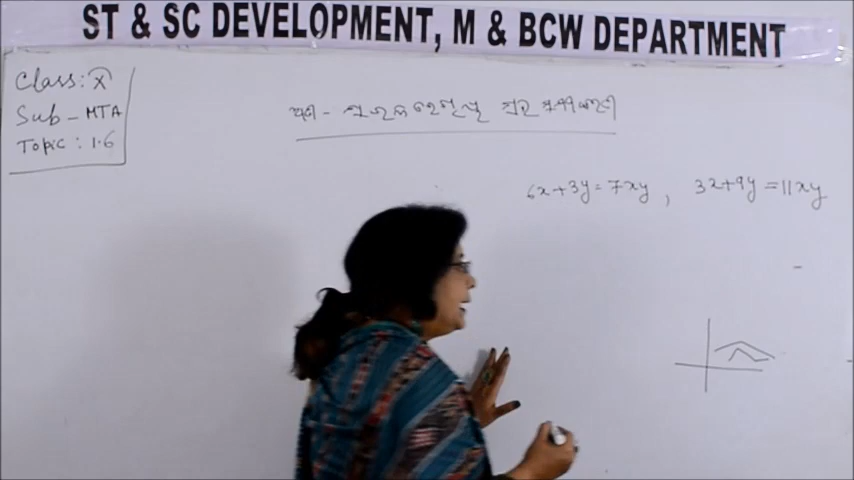 ST & SC DEVELOPMENT, M & BCW DEPARTMENT
Class: X
Sub - MTA
Topic : 1.6
6x+3y=7xy , 3x+9y=11xy